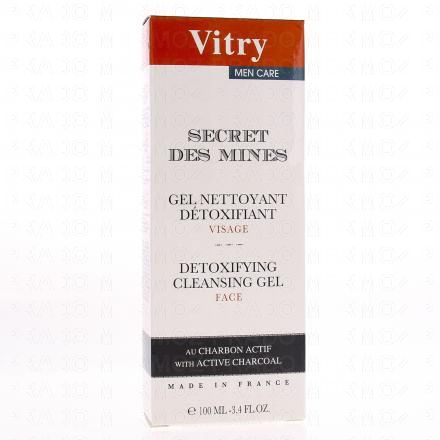 Vitry
MEN CARE
SECRET
DES MINES
GEL NETTOYANT
DÉTOXIFIANT
VISAGE
DETOXIFYING
CLEANSING GEL
FACE
AU CHARBON ACTIF
WITH ACTIVE CHARCOAL
MADE IN FRANCE
℮ 100 ML -3.4 FL.OZ.